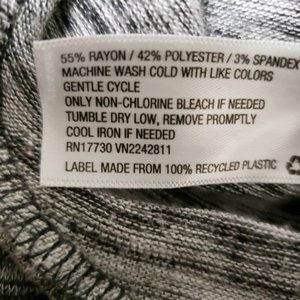 55% RAYON / 42% POLYESTER / 3% SPANDEX
MACHINE WASH COLD WITH LIKE COLORS
GENTLE CYCLE
ONLY NON-CHLORINE BLEACH IF NEEDED
TUMBLE DRY LOW, REMOVE PROMPTLY
COOL IRON IF NEEDED
RN17730 VN2242811
LABEL MADE FROM 100% RECYCLED PLASTIC